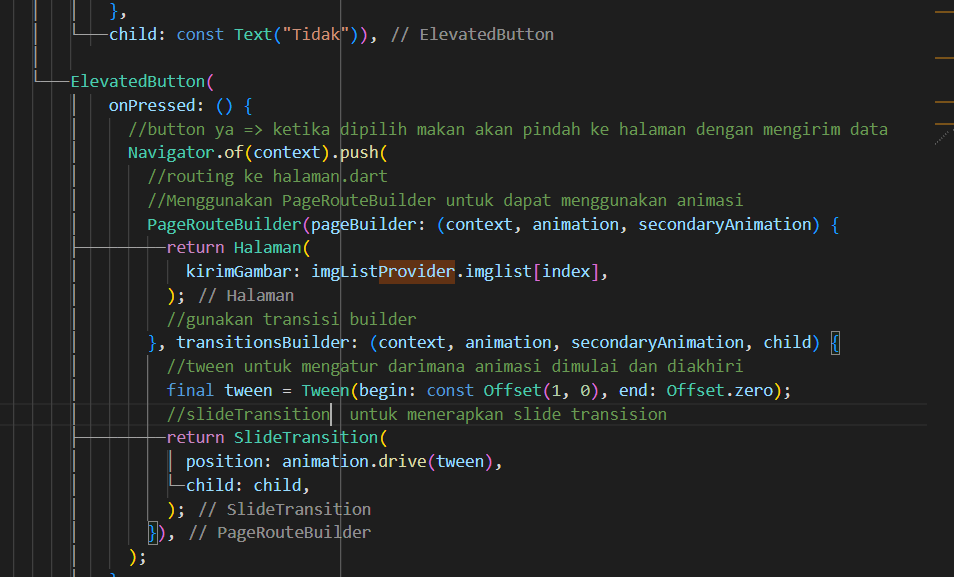 },
child: const Text("Tidak")), // ElevatedButton
ElevatedButton(
onPressed: () {
//button ya => ketika dipilih makan akan pindah ke halaman dengan mengirim data
Navigator.of(context).push(
//routing ke halaman.dart
//Menggunakan PageRouteBuilder untuk dapat menggunakan animasi
PageRouteBuilder(pageBuilder: (context, animation, secondaryAnimation) {
return Halaman(
kirimGambar: imgListProvider.imglist[index],
); // Halaman
//gunakan transisi builder
}, transitionsBuilder: (context, animation, secondaryAnimation, child) {
//tween untuk mengatur darimana animasi dimulai dan diakhiri
final tween = Tween(begin: const Offset(1, 0), end: Offset.zero);
//slideTransition  untuk menerapkan slide transision
return SlideTransition(
position: animation.drive(tween),
child: child,
); // SlideTransition
}), // PageRouteBuilder
);
}